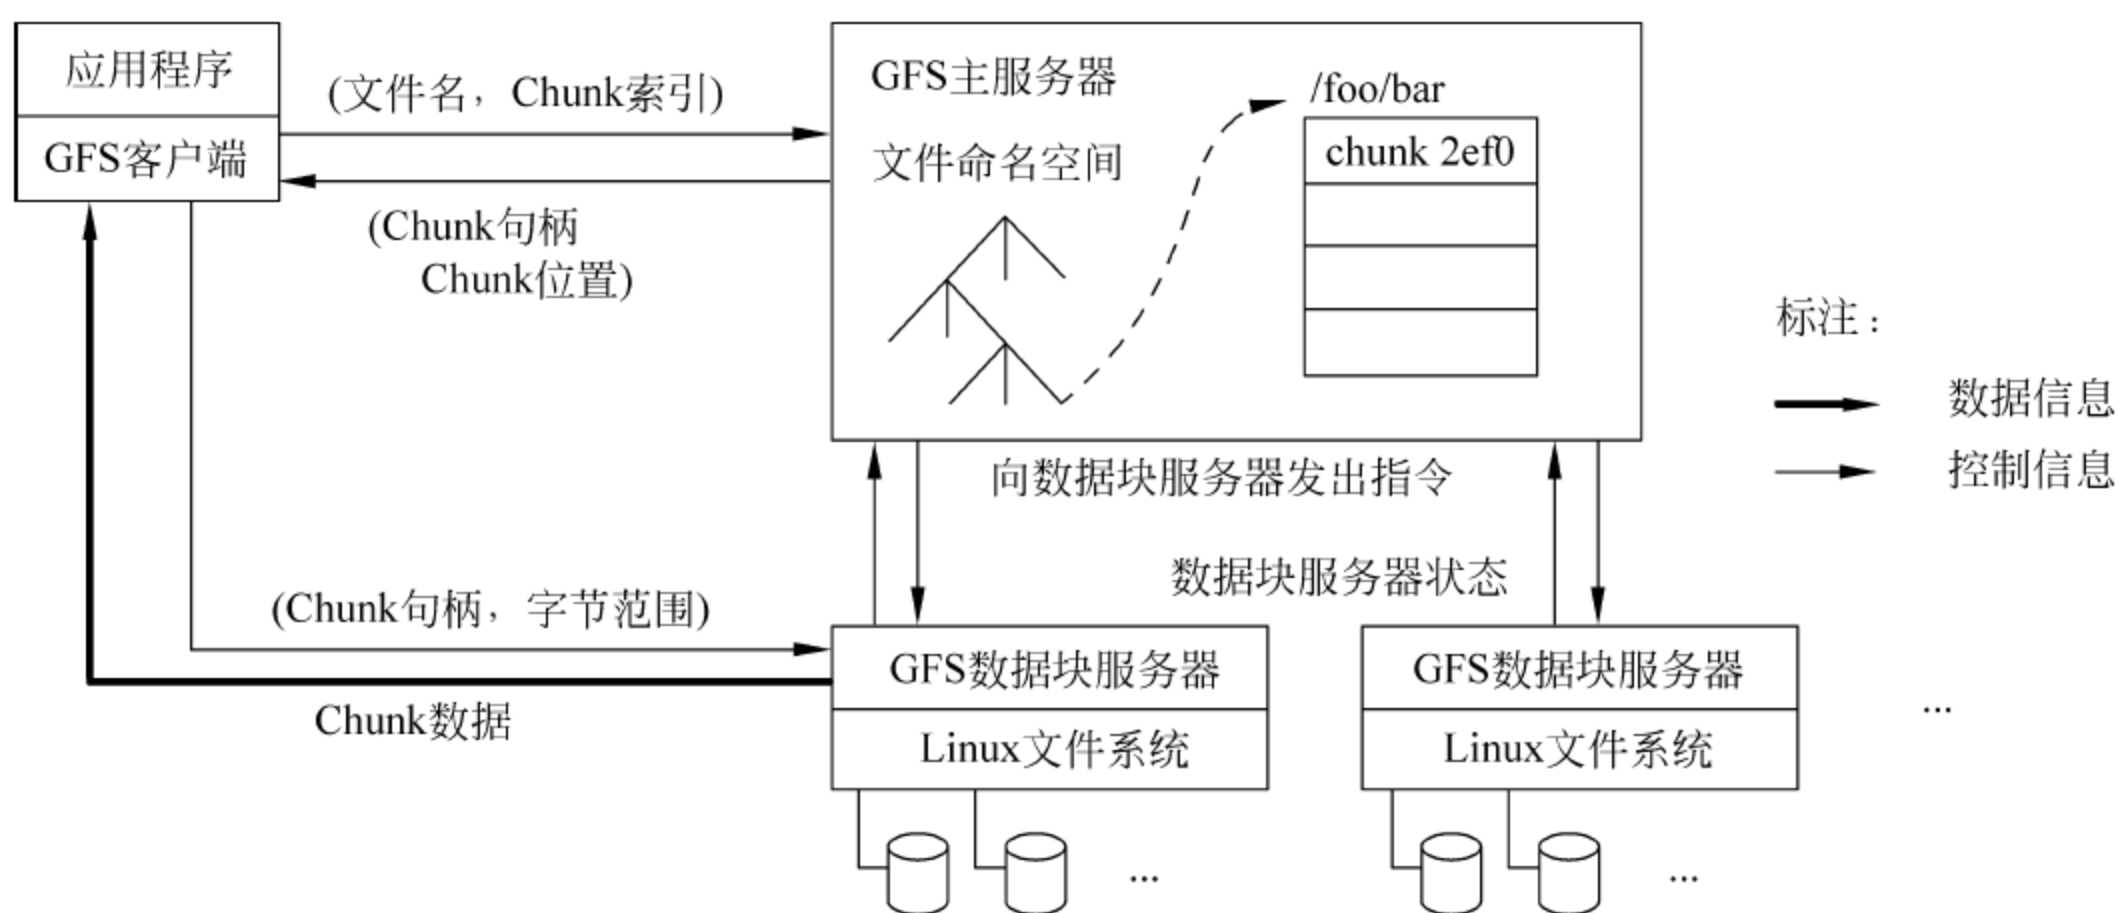 应用程序
GFS客户端
(文件名，Chunk索引)
(Chunk句柄
Chunk位置)
GFS主服务器
文件命名空间
/foo/bar
chunk 2ef0
标注：
数据信息
控制信息
向数据块服务器发出指令
数据块服务器状态
(Chunk句柄，字节范围)
Chunk数据
GFS数据块服务器
Linux文件系统
GFS数据块服务器
Linux文件系统
...
...
...